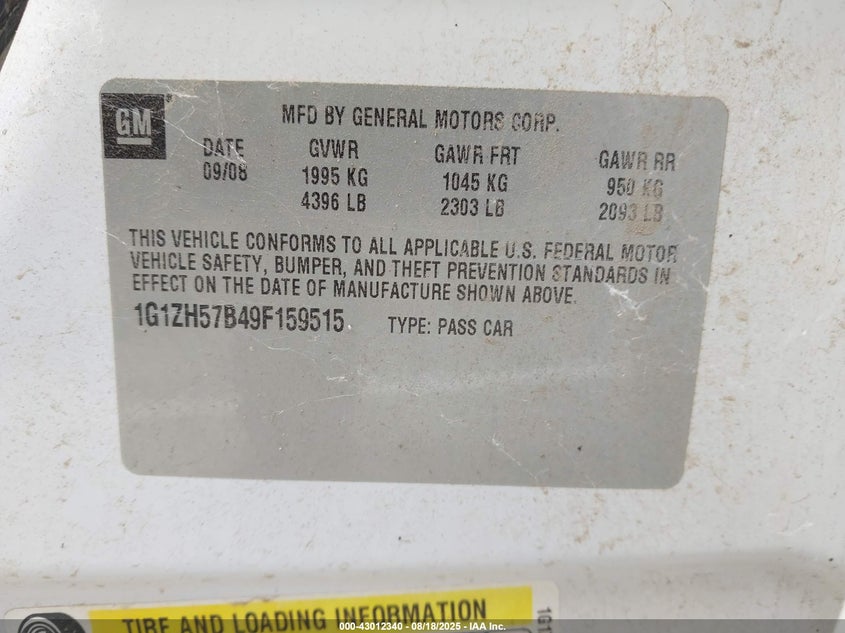 GM
MFD BY GENERAL MOTORS CORP.
DATE GVWR GAWR FRT GAWR RR
09/08 1995 KG 1045 KG 950 KG
4396 LB 2303 LB 2093 LB
THIS VEHICLE CONFORMS TO ALL APPLICABLE U.S. FEDERAL MOTOR
VEHICLE SAFETY, BUMPER, AND THEFT PREVENTION STANDARDS IN
EFFECT ON THE DATE OF MANUFACTURE SHOWN ABOVE.
1G1ZH57B49F159515 TYPE: PASS CAR
TIRE AND LOADING INFORMATION
1G1
000-43012340 - 08/18/2025 - IAA Inc.